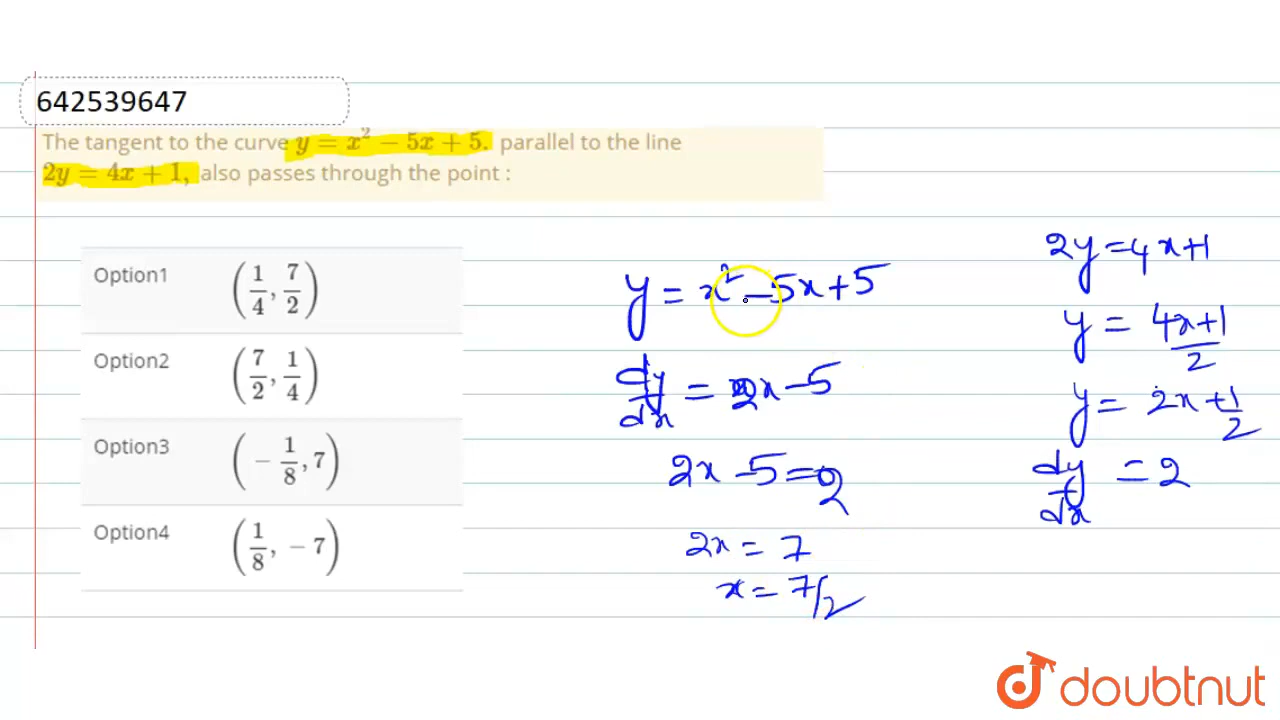 642539647
The tangent to the curve y = x² − 5x + 5. parallel to the line
2y = 4x + 1, also passes through the point :
Option1 (1/4, 7/2)
Option2 (7/2, 1/4)
Option3 (−1/8, 7)
Option4 (1/8, −7)
y = x² − 5x + 5
dy/dx = 2x − 5
2x − 5 = 2
2x = 7
x = 7/2
2y = 4x + 1
y = 4x+1/2
y = 2x + 1/2
dy/dx = 2
doubtnut